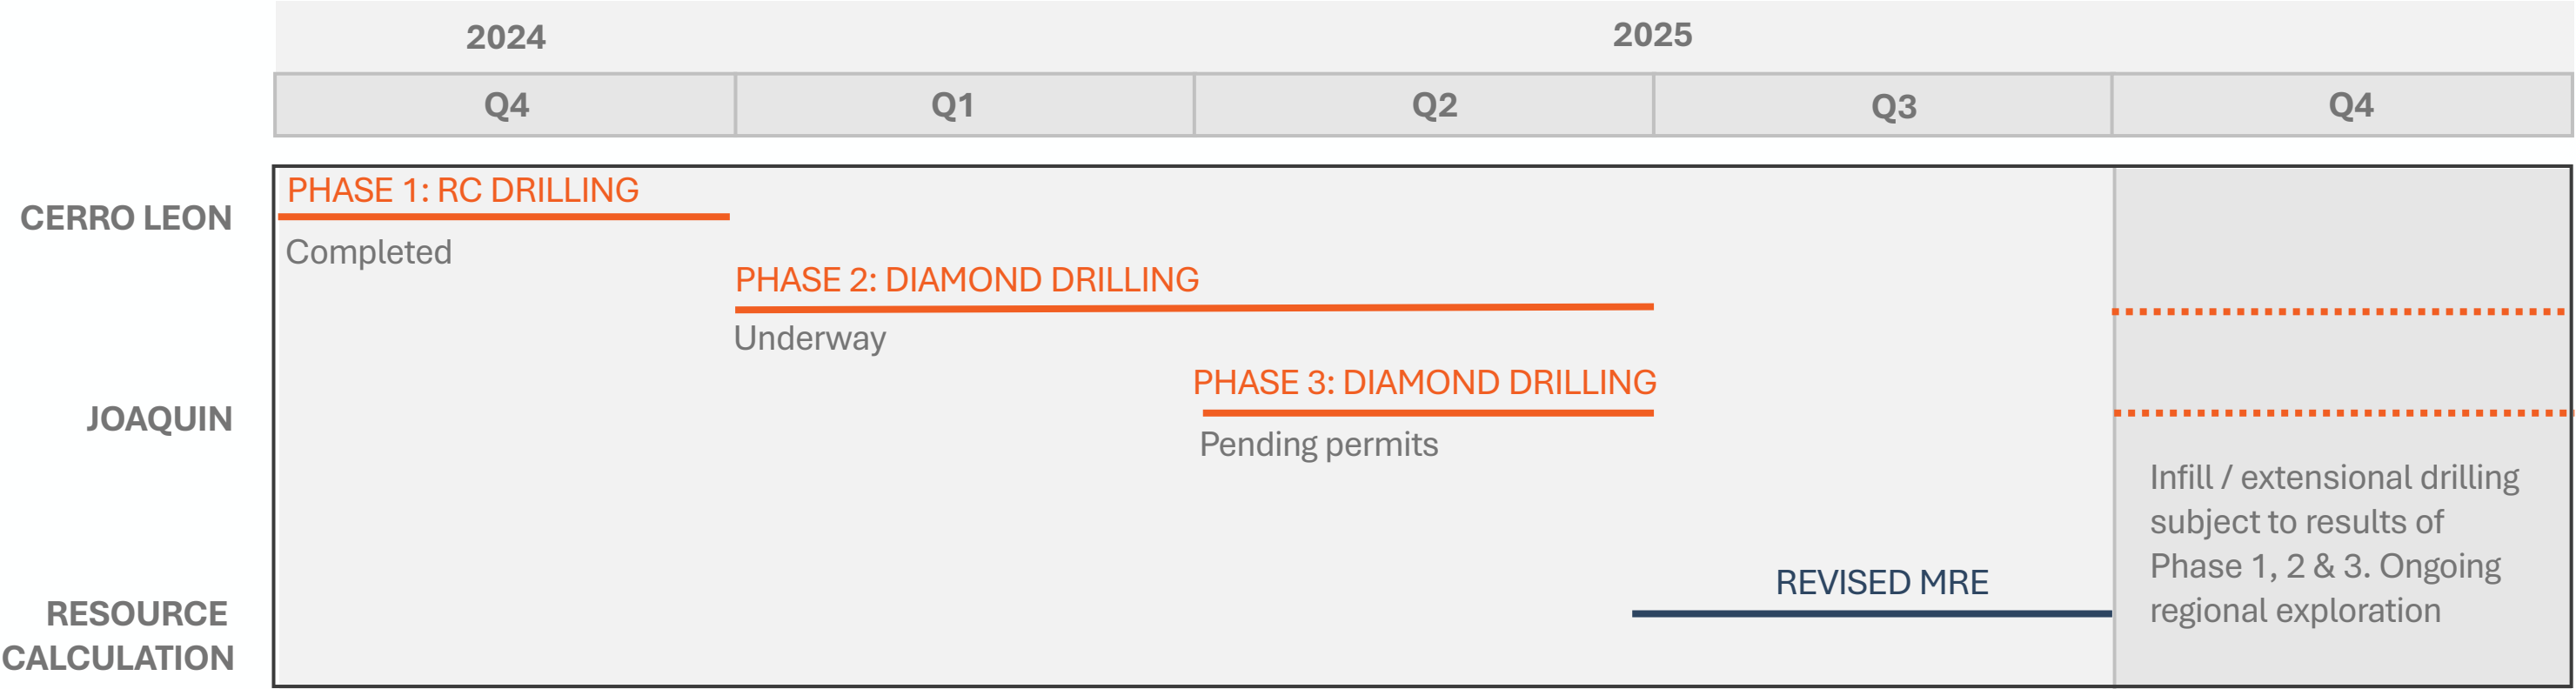 2024
2025
Q4
Q1
Q2
Q3
Q4
CERRO LEON
PHASE 1: RC DRILLING
Completed
PHASE 2: DIAMOND DRILLING
Underway
JOAQUIN
PHASE 3: DIAMOND DRILLING
Pending permits
Infill / extensional drilling
subject to results of
Phase 1, 2 & 3. Ongoing
regional exploration
RESOURCE
CALCULATION
REVISED MRE